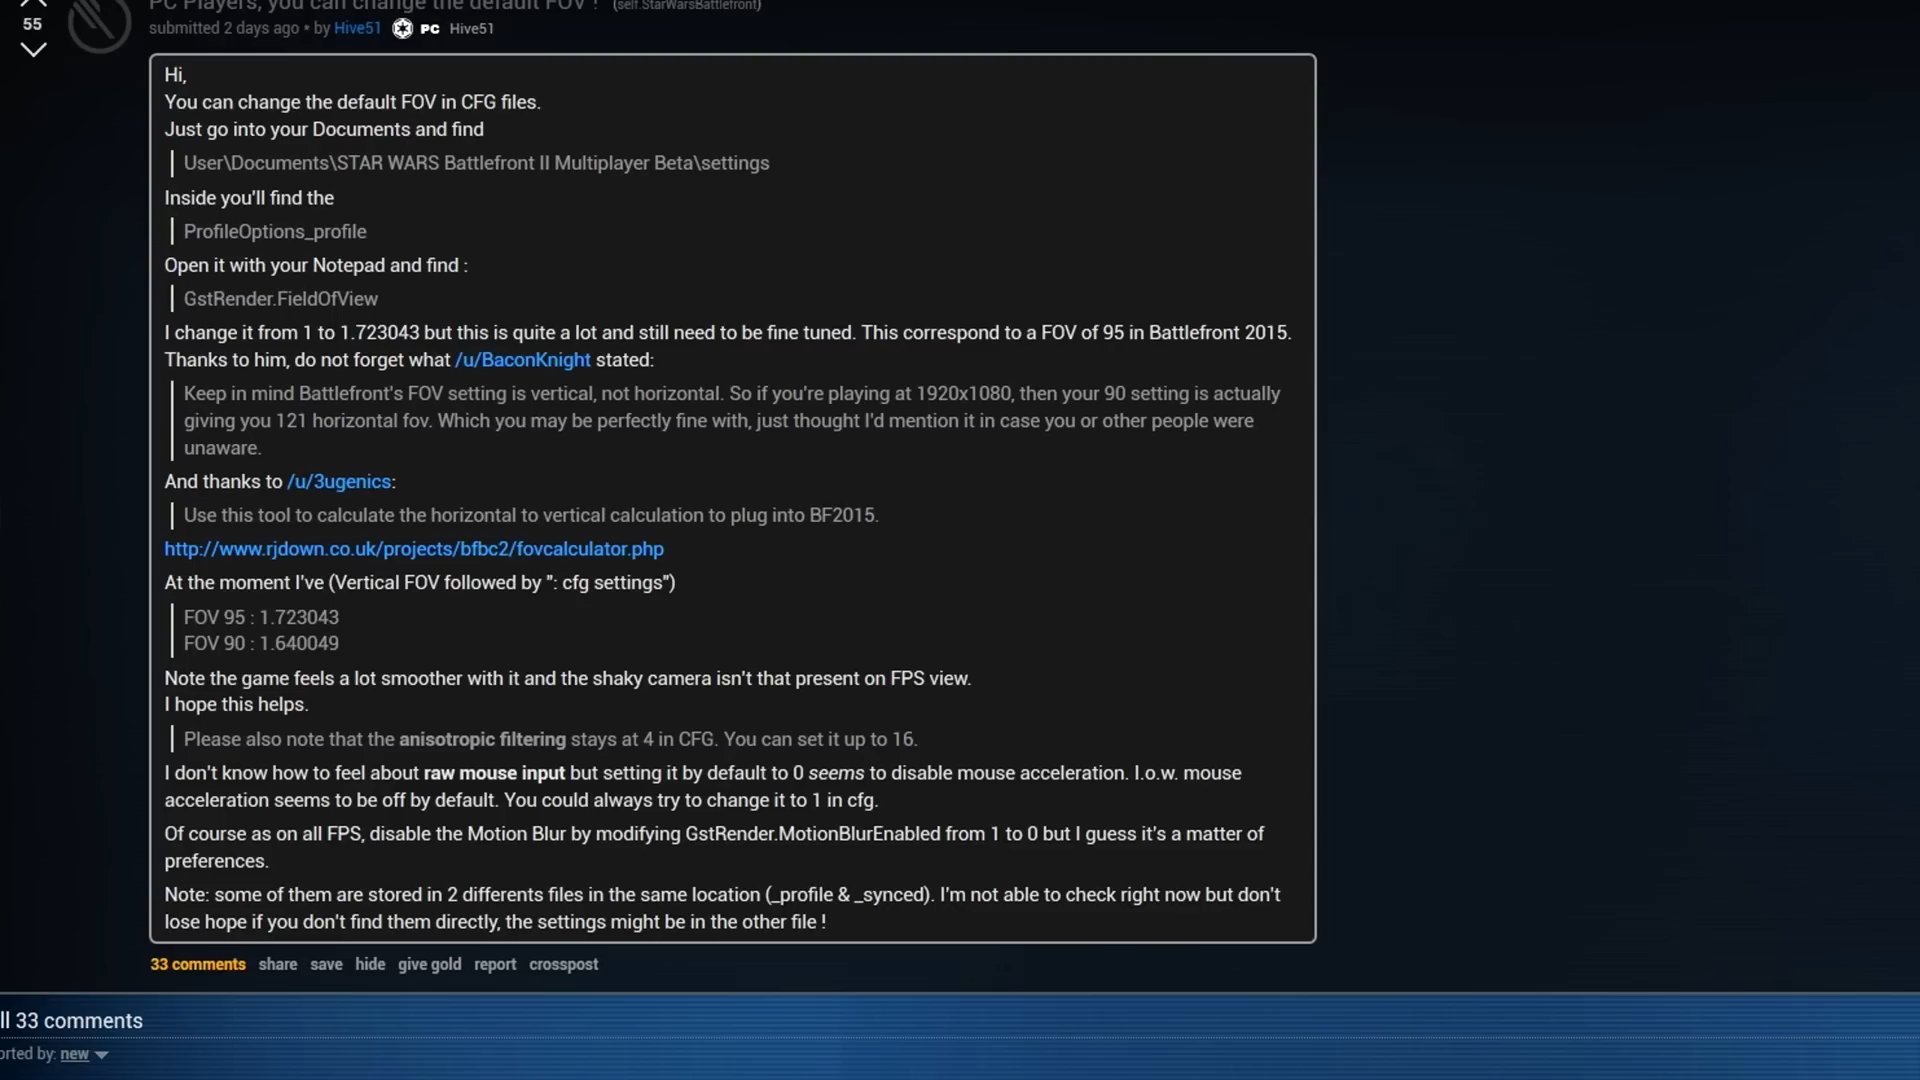 PC Players, you can change the default FOV ! (self.StarWarsBattlefront)
55
submitted 2 days ago * by Hive51 PC Hive51
Hi,
You can change the default FOV in CFG files.
Just go into your Documents and find
User\Documents\STAR WARS Battlefront II Multiplayer Beta\settings
Inside you'll find the
ProfileOptions_profile
Open it with your Notepad and find :
GstRender.FieldOfView
I change it from 1 to 1.723043 but this is quite a lot and still need to be fine tuned. This correspond to a FOV of 95 in Battlefront 2015.
Thanks to him, do not forget what /u/BaconKnight stated:
Keep in mind Battlefront's FOV setting is vertical, not horizontal. So if you're playing at 1920x1080, then your 90 setting is actually
giving you 121 horizontal fov. Which you may be perfectly fine with, just thought I'd mention it in case you or other people were
unaware.
And thanks to /u/3ugenics:
Use this tool to calculate the horizontal to vertical calculation to plug into BF2015.
http://www.rjdown.co.uk/projects/bfbc2/fovcalculator.php
At the moment I've (Vertical FOV followed by ": cfg settings")
FOV 95 : 1.723043
FOV 90 : 1.640049
Note the game feels a lot smoother with it and the shaky camera isn't that present on FPS view.
I hope this helps.
Please also note that the anisotropic filtering stays at 4 in CFG. You can set it up to 16.
I don't know how to feel about raw mouse input but setting it by default to 0 seems to disable mouse acceleration. I.o.w. mouse
acceleration seems to be off by default. You could always try to change it to 1 in cfg.
Of course as on all FPS, disable the Motion Blur by modifying GstRender.MotionBlurEnabled from 1 to 0 but I guess it's a matter of
preferences.
Note: some of them are stored in 2 differents files in the same location (_profile & _synced). I'm not able to check right now but don't
lose hope if you don't find them directly, the settings might be in the other file !
33 comments share save hide give gold report crosspost
ll 33 comments
orted by: new